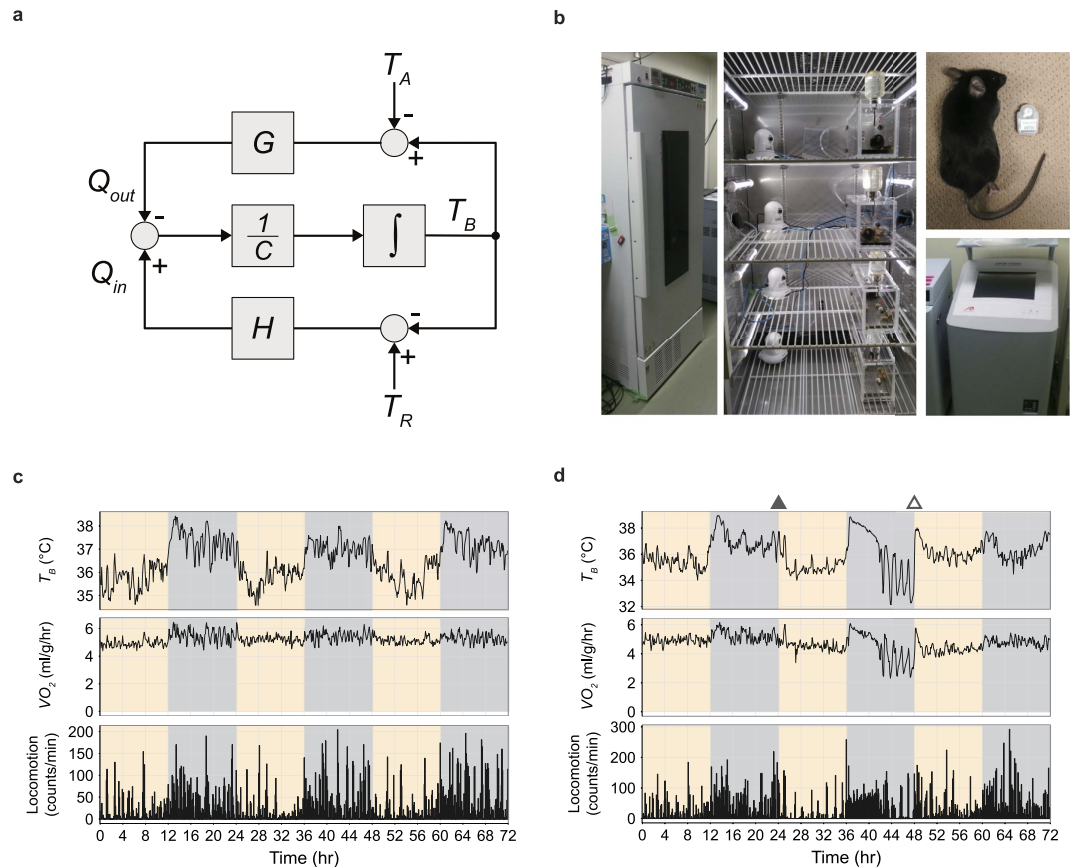 a
T_A
-
+
G
Q_out
-
1/C
∫
T_B
+
Q_in
H
-
+
T_R
b
c
38
37
36
35
T_B (°C)
6
4
2
0
VO_2 (ml/g/hr)
200
150
100
50
0
Locomotion
(counts/min)
0 4 8 12 16 20 24 28 32 36 40 44 48 52 56 60 64 68 72
Time (hr)
d
38
36
34
32
T_B (°C)
6
4
2
0
VO_2 (ml/g/hr)
300
200
100
0
Locomotion
(counts/min)
0 4 8 12 16 20 24 28 32 36 40 44 48 52 56 60 64 68 72
Time (hr)